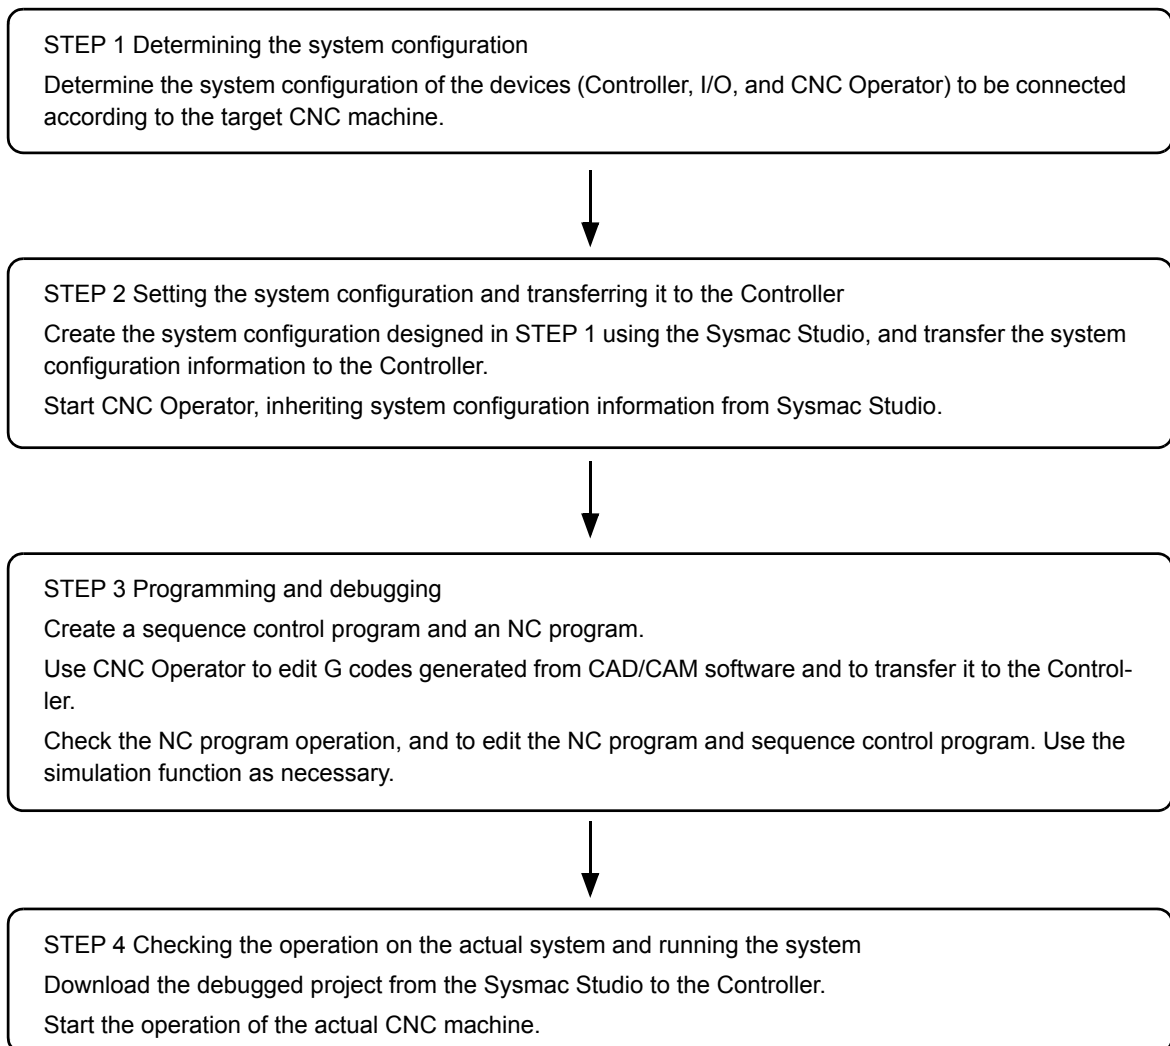 STEP 1 Determining the system configuration
Determine the system configuration of the devices (Controller, I/O, and CNC Operator) to be connected
according to the target CNC machine.
STEP 2 Setting the system configuration and transferring it to the Controller
Create the system configuration designed in STEP 1 using the Sysmac Studio, and transfer the system
configuration information to the Controller.
Start CNC Operator, inheriting system configuration information from Sysmac Studio.
STEP 3 Programming and debugging
Create a sequence control program and an NC program.
Use CNC Operator to edit G codes generated from CAD/CAM software and to transfer it to the Control-
ler.
Check the NC program operation, and to edit the NC program and sequence control program. Use the
simulation function as necessary.
STEP 4 Checking the operation on the actual system and running the system
Download the debugged project from the Sysmac Studio to the Controller.
Start the operation of the actual CNC machine.